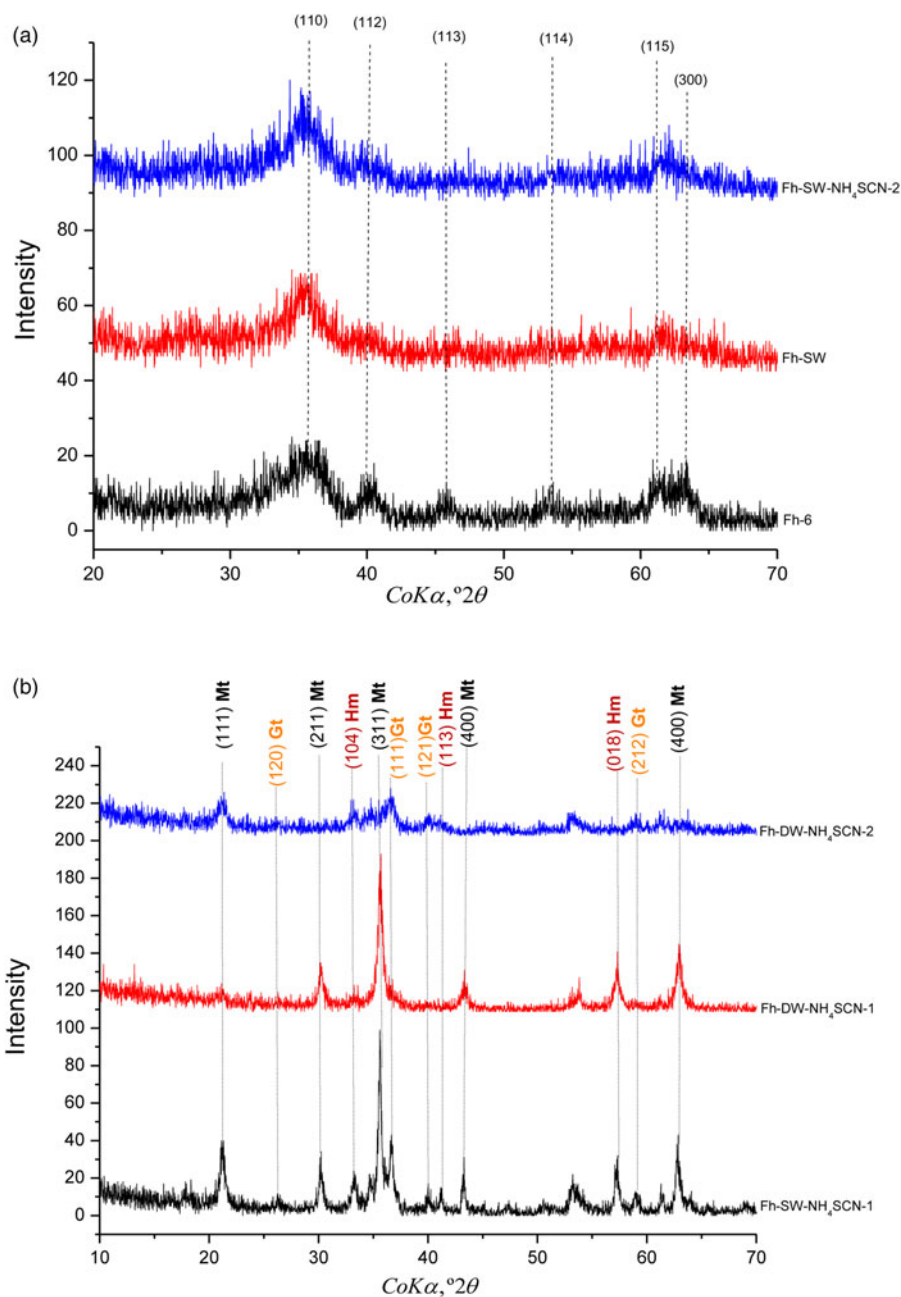 (a)
(110)
(112)
(113)
(114)
(115)
(300)
120
100
80
60
40
20
0
Intensity
Fh-SW-NH₄SCN-2
Fh-SW
Fh-6
20 30 40 50 60 70
CoKα,º2θ
(b)
(111) Mt
(120) Gt
(211) Mt
(104) Hm
(311) Mt
(111)Gt
(121)Gt
(113) Hm
(400) Mt
(018) Hm
(212) Gt
(400) Mt
240
220
200
180
160
140
120
100
80
60
40
20
0
Intensity
Fh-DW-NH₄SCN-2
Fh-DW-NH₄SCN-1
Fh-SW-NH₄SCN-1
10 20 30 40 50 60 70
CoKα,º2θ